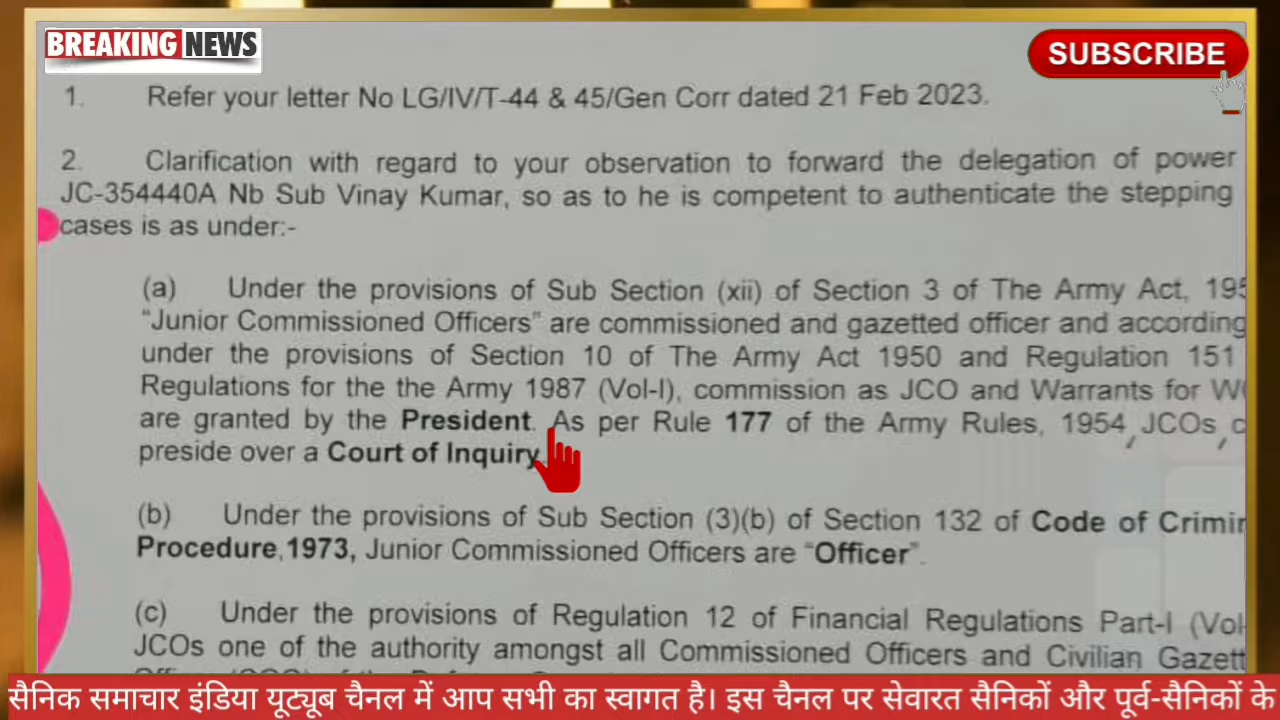 BREAKING NEWS
SUBSCRIBE
1. Refer your letter No LG/IV/T-44 & 45/Gen Corr dated 21 Feb 2023.
2. Clarification with regard to your observation to forward the delegation of power
JC-354440A Nb Sub Vinay Kumar, so as to he is competent to authenticate the stepping
cases is as under:-
(a) Under the provisions of Sub Section (xii) of Section 3 of The Army Act, 195
"Junior Commissioned Officers" are commissioned and gazetted officer and according
under the provisions of Section 10 of The Army Act 1950 and Regulation 151
Regulations for the the Army 1987 (Vol-I), commission as JCO and Warrants for W
are granted by the President. As per Rule 177 of the Army Rules, 1954, JCOs,
preside over a Court of Inquiry
(b) Under the provisions of Sub Section (3)(b) of Section 132 of Code of Crimin
Procedure,1973, Junior Commissioned Officers are "Officer".
(c) Under the provisions of Regulation 12 of Financial Regulations Part-I (Vol-
JCOs one of the authority amongst all Commissioned Officers and Civilian Gazett
सैनिक समाचार इंडिया यूट्यूब चैनल में आप सभी का स्वागत है। इस चैनल पर सेवारत सैनिकों और पूर्व-सैनिकों के